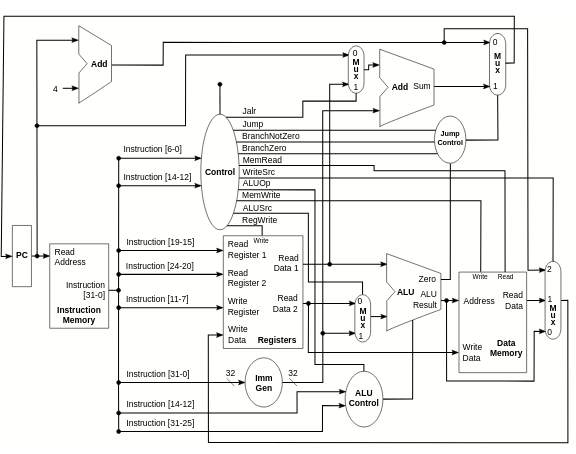 Add
4
0
M
u
x
1
Add Sum
0
M
u
x
1
Jalr
Jump
BranchNotZero
BranchZero
MemRead
WriteSrc
ALUOp
MemWrite
ALUSrc
RegWrite
Control
Jump
Control
Instruction [6-0]
Instruction [14-12]
PC
Read
Address
Instruction
[31-0]
Instruction
Memory
Instruction [19-15]
Instruction [24-20]
Instruction [11-7]
Write
Read
Register 1
Read
Data 1
Read
Register 2
Read
Data 2
Write
Register
Write
Data
Registers
0
M
u
x
1
Zero
ALU
ALU
Result
Write Read
Address
Read
Data
Write
Data
Data
Memory
2
1
M
u
x
0
Instruction [31-0]
32
Imm
Gen
32
ALU
Control
Instruction [14-12]
Instruction [31-25]